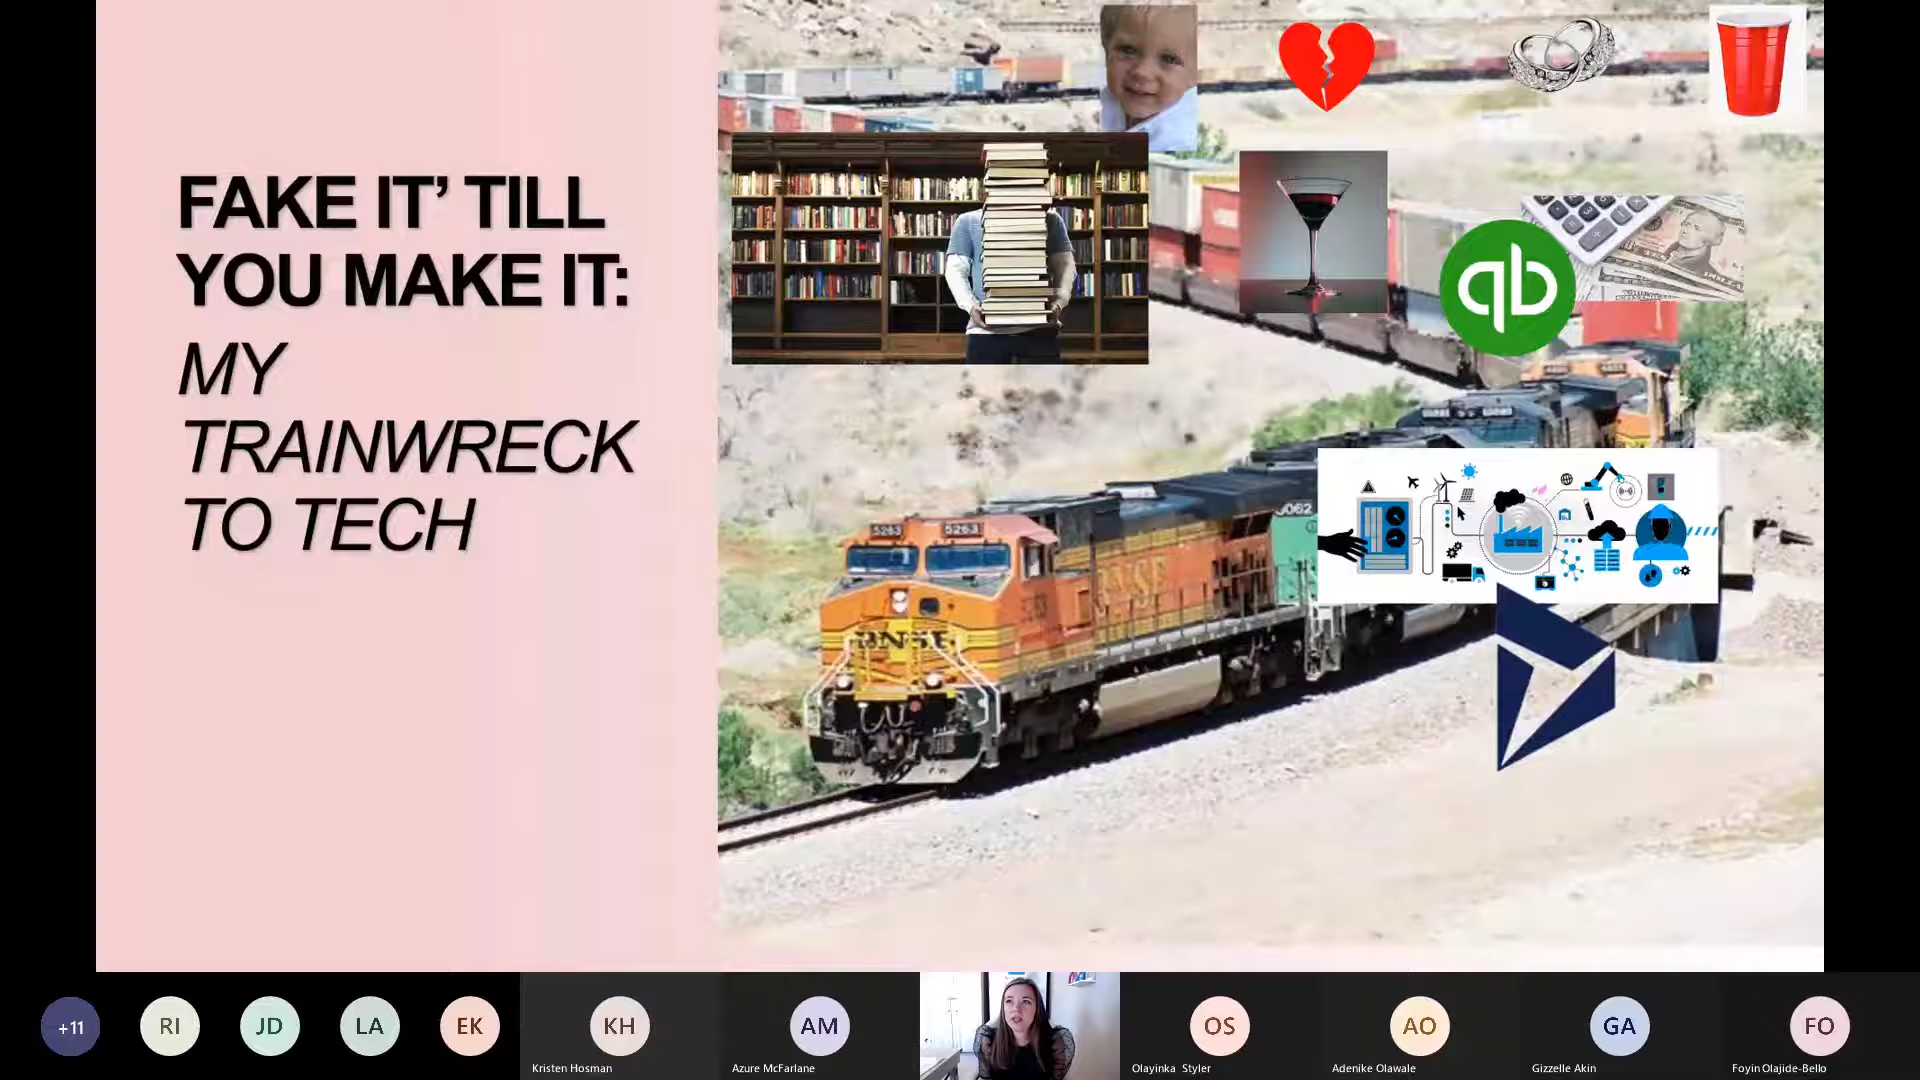 FAKE IT’ TILL
YOU MAKE IT:
MY
TRAINWRECK
TO TECH
qb
5263
5263
BNSF
BNSF
+11
RI
JD
LA
EK
KH
Kristen Hosman
AM
Azure McFarlane
OS
Olayinka Styler
AO
Adenike Olawale
GA
Gizzelle Akin
FO
Foyin Olajide-Bello